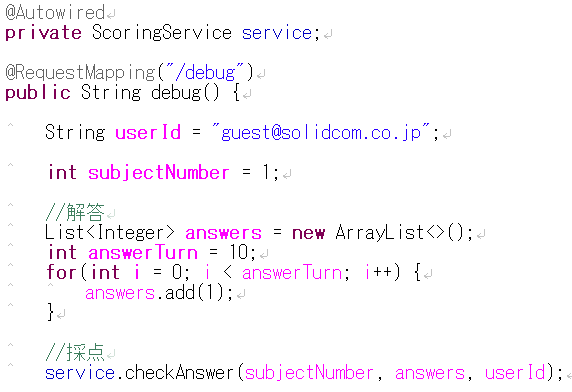 @Autowired
private ScoringService service;
@RequestMapping("/debug")
public String debug() {
String userId = "guest@solidcom.co.jp";
int subjectNumber = 1;
//解答
List<Integer> answers = new ArrayList<>();
int answerTurn = 10;
for(int i = 0; i < answerTurn; i++) {
answers.add(1);
}
//採点
service.checkAnswer(subjectNumber, answers, userId);